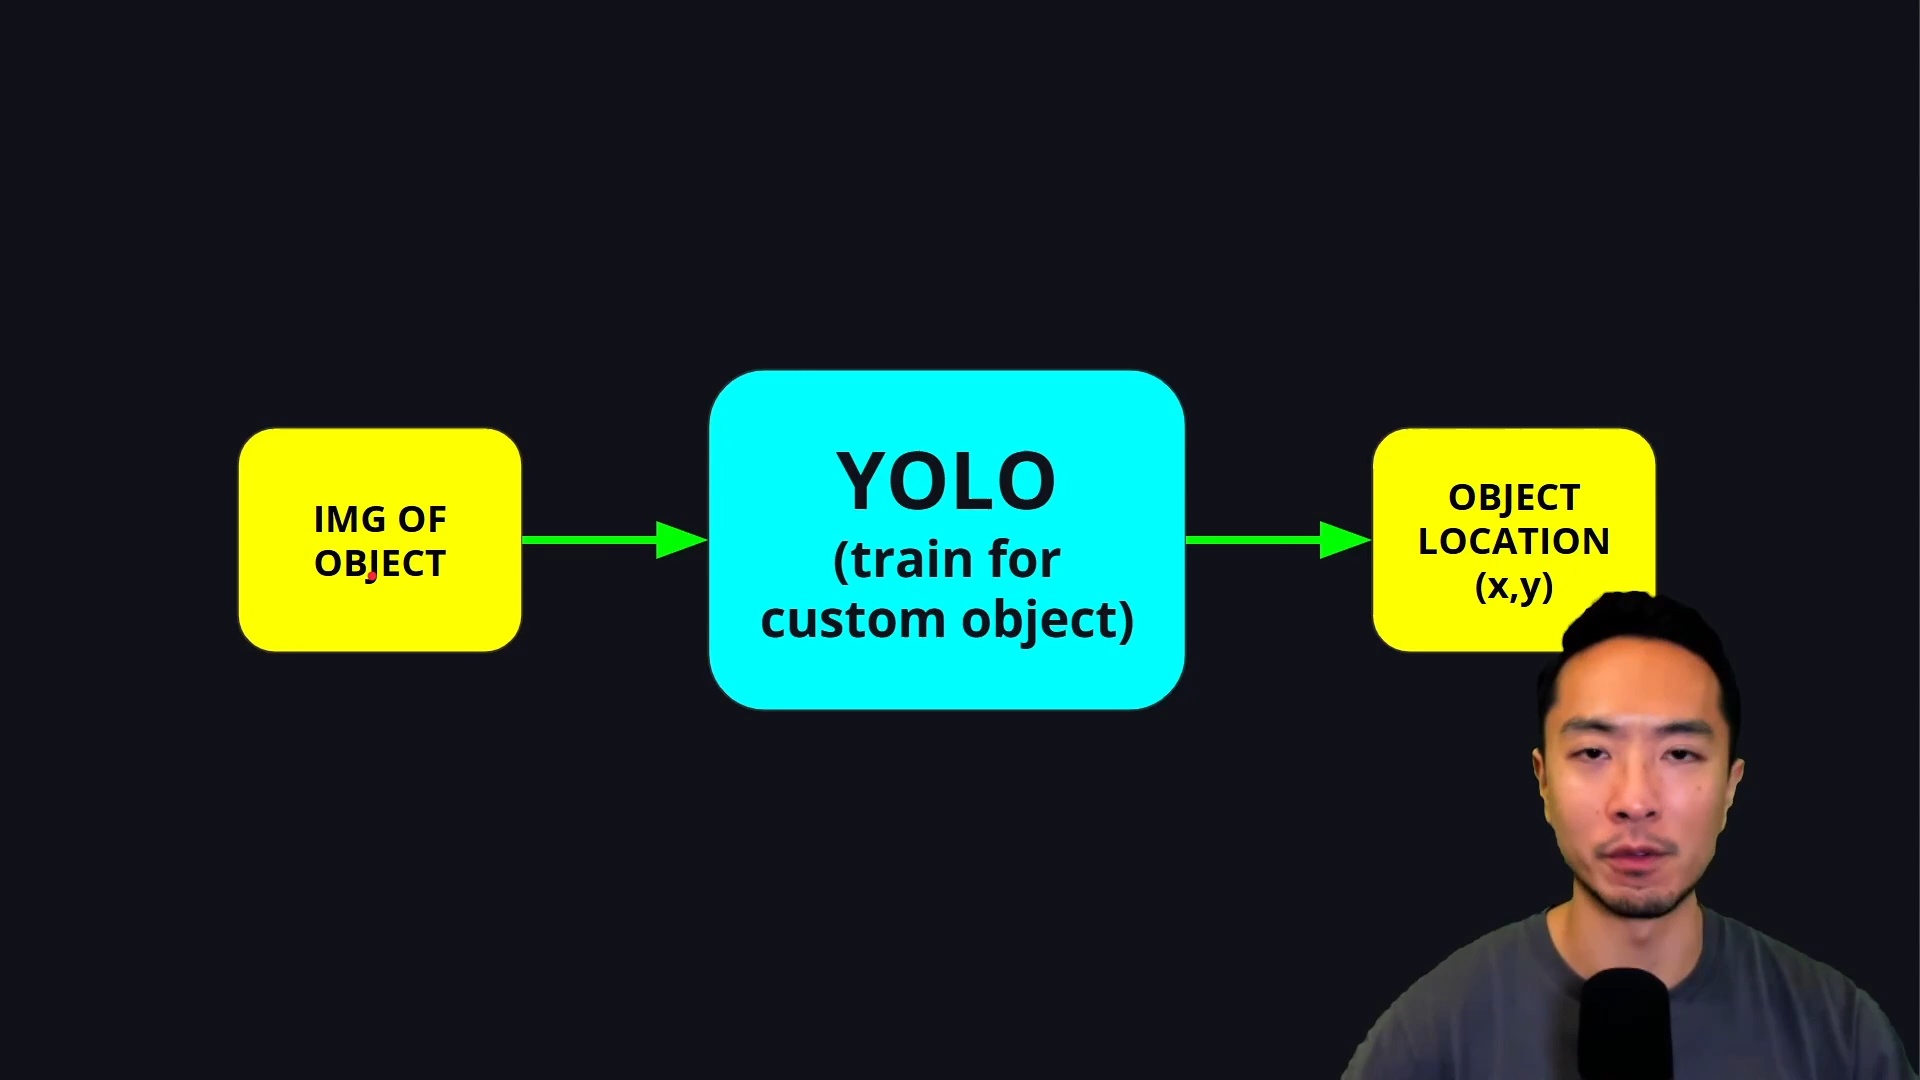 IMG OF
OBJECT
YOLO
(train for
custom object)
OBJECT
LOCATION
(x,y)